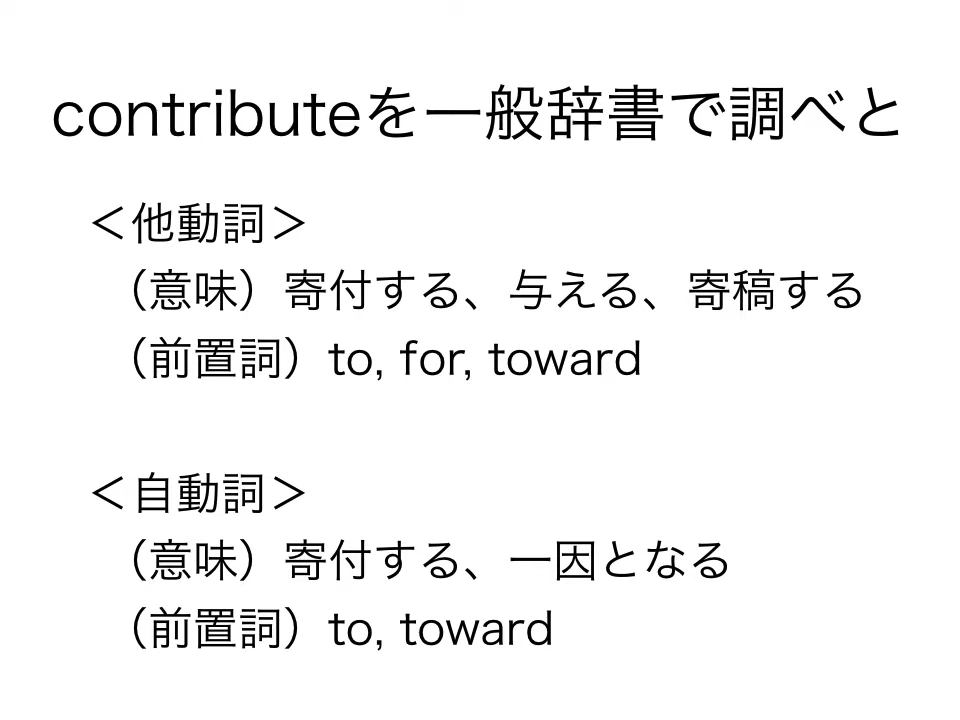 contributeを一般辞書で調べと
＜他動詞＞
（意味）寄付する、与える、寄稿する
（前置詞）to, for, toward
＜自動詞＞
（意味）寄付する、一因となる
（前置詞）to, toward